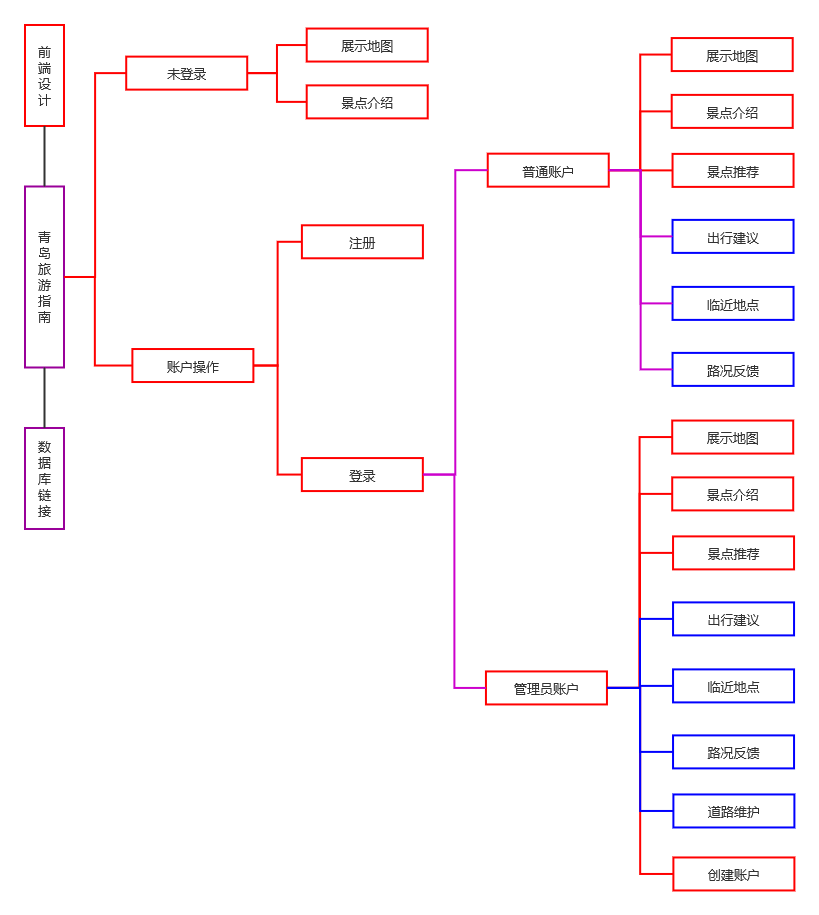 前端设计
青岛旅游指南
数据库链接
未登录
展示地图
景点介绍
账户操作
注册
登录
普通账户
展示地图
景点介绍
景点推荐
出行建议
临近地点
路况反馈
管理员账户
展示地图
景点介绍
景点推荐
出行建议
临近地点
路况反馈
道路维护
创建账户